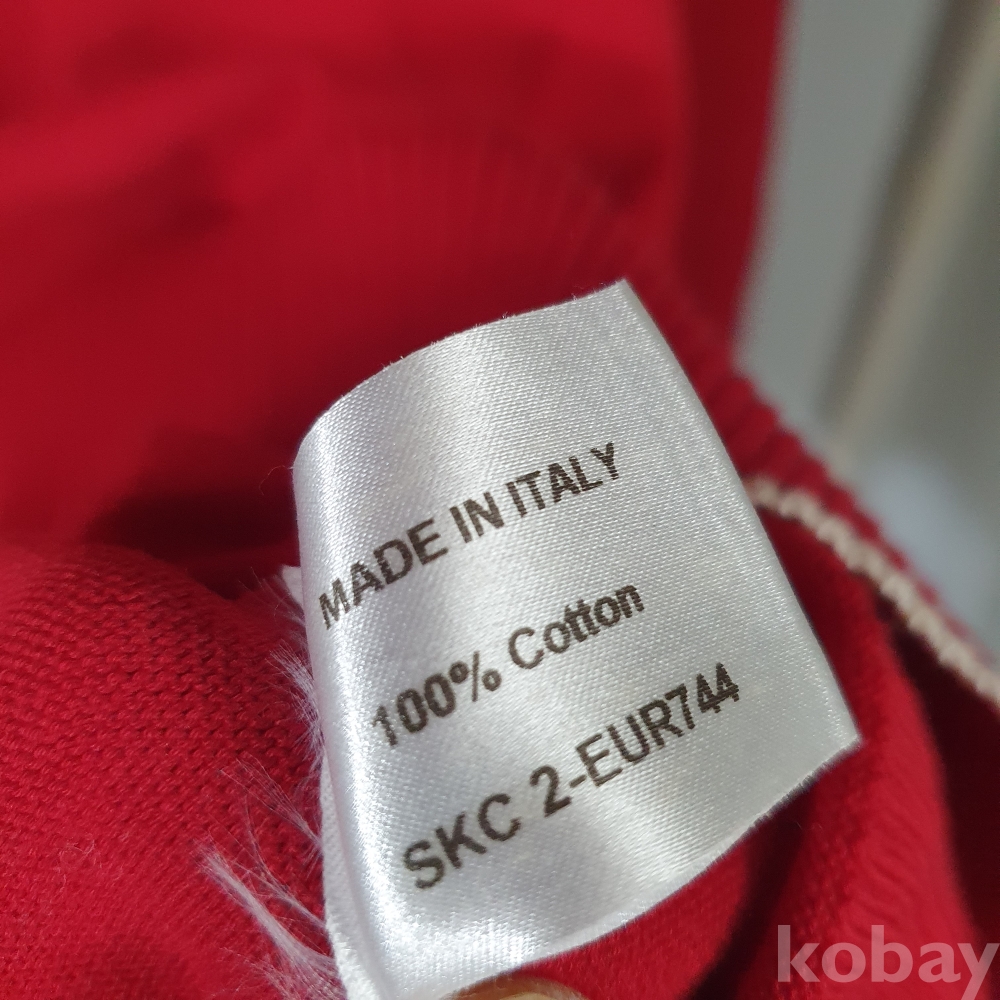 MADE IN ITALY
100% Cotton
SKC 2-EUR744
kobay